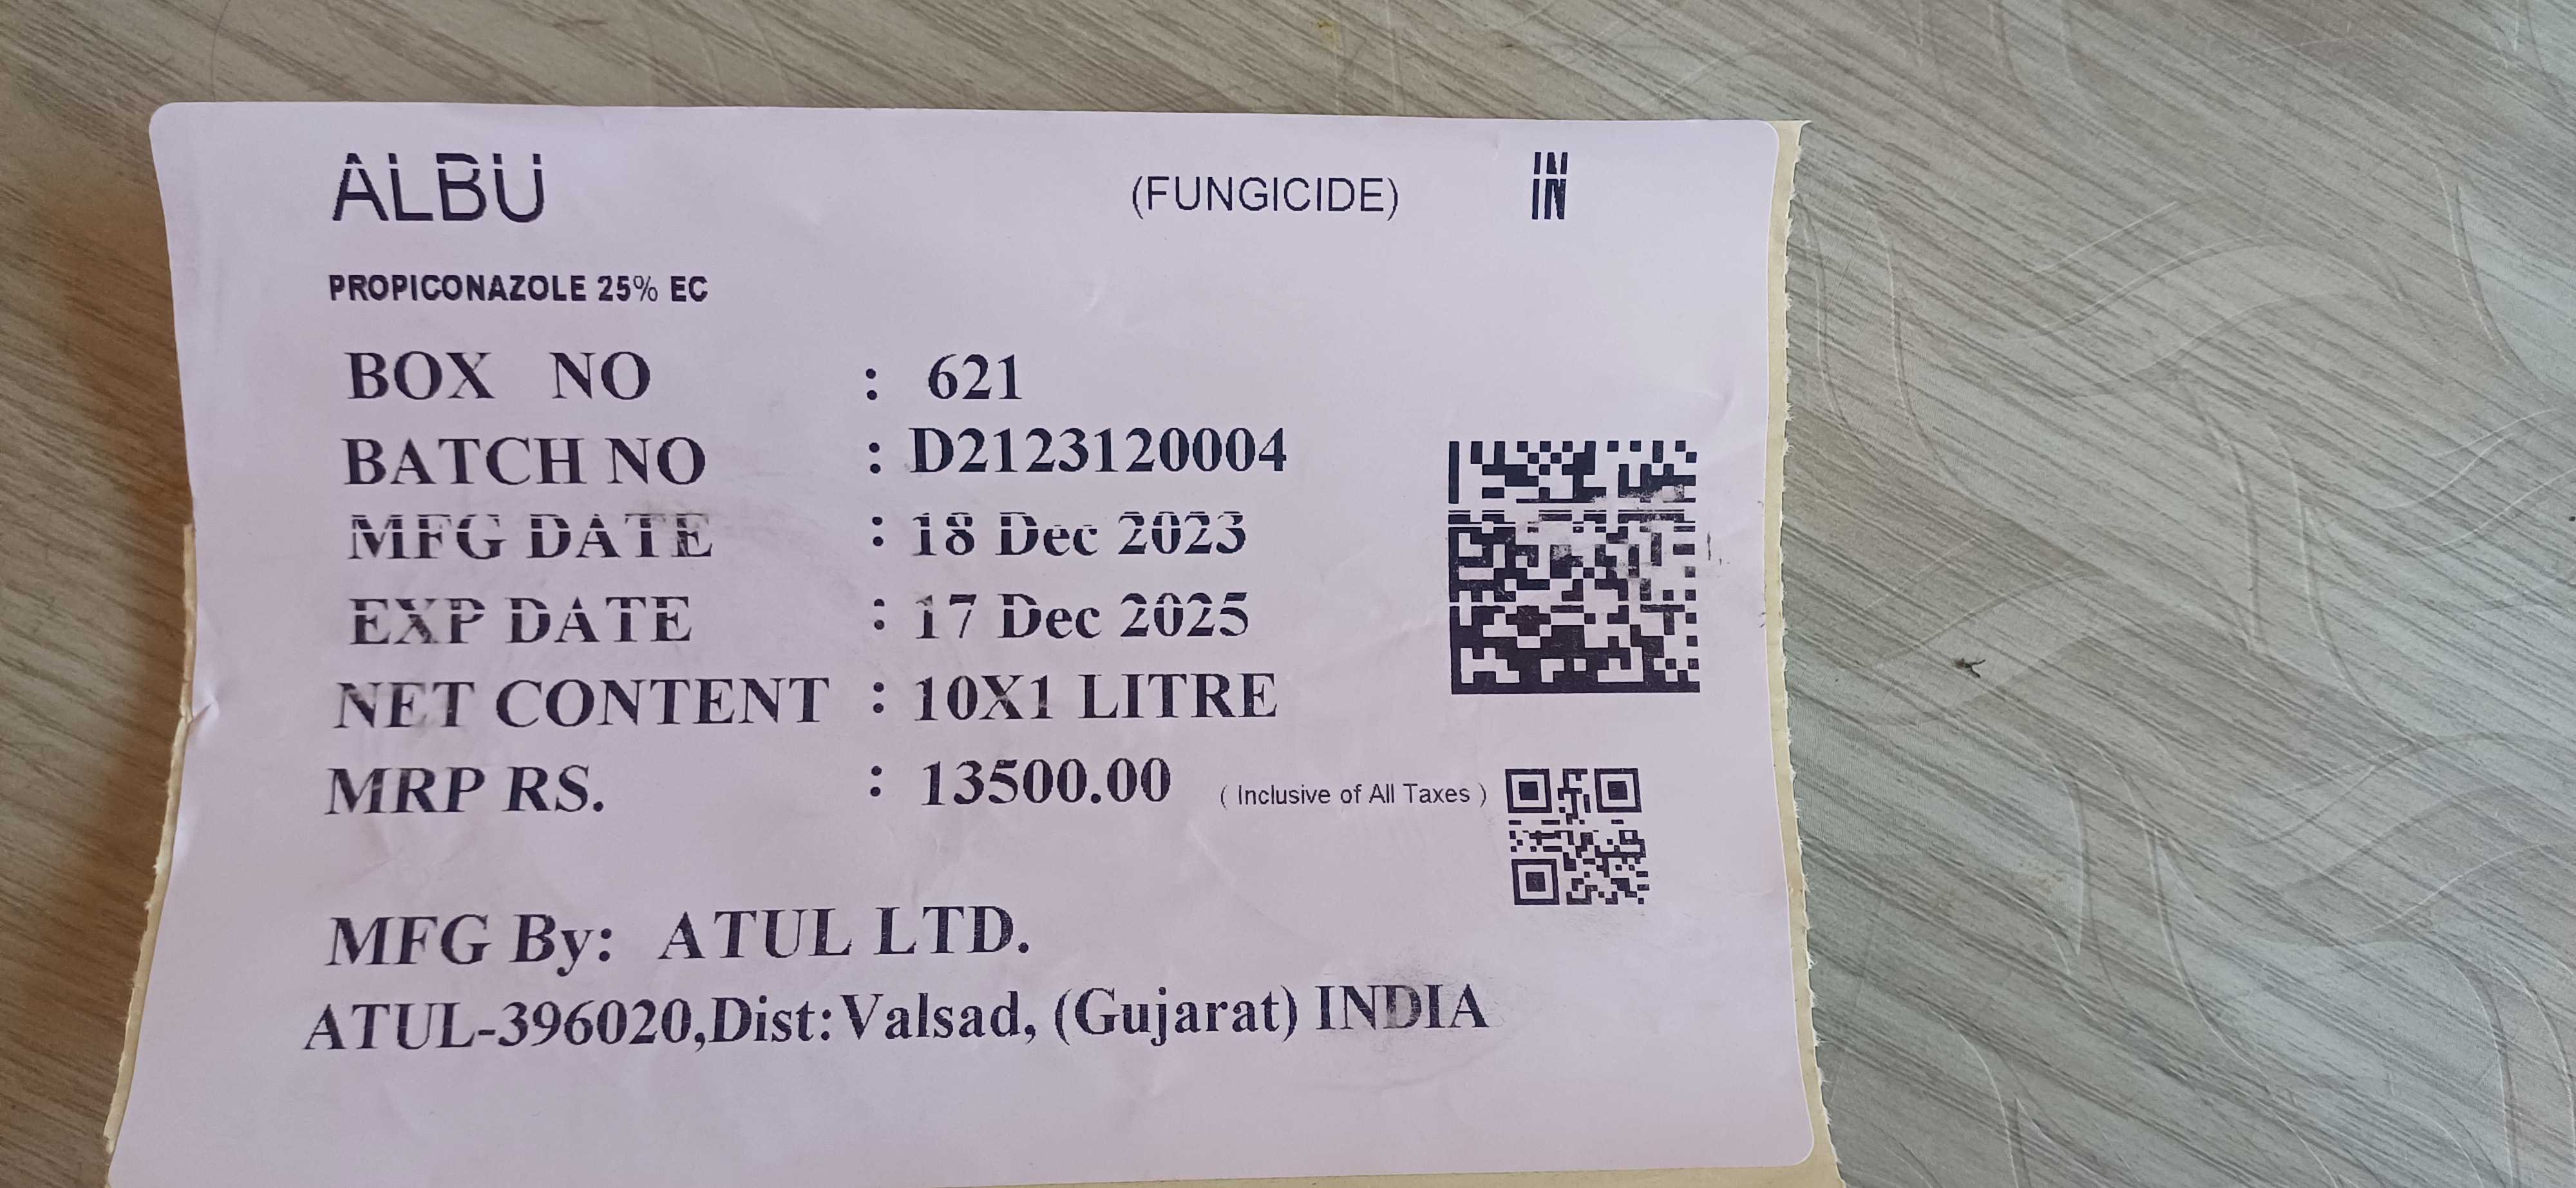 ALBU (FUNGICIDE) IN
PROPICONAZOLE 25% EC
BOX NO : 621
BATCH NO : D2123120004
MFG DATE : 18 Dec 2023
EXP DATE : 17 Dec 2025
NET CONTENT : 10X1 LITRE
MRP RS. : 13500.00 ( Inclusive of All Taxes )
MFG By: ATUL LTD.
ATUL-396020,Dist:Valsad, (Gujarat) INDIA